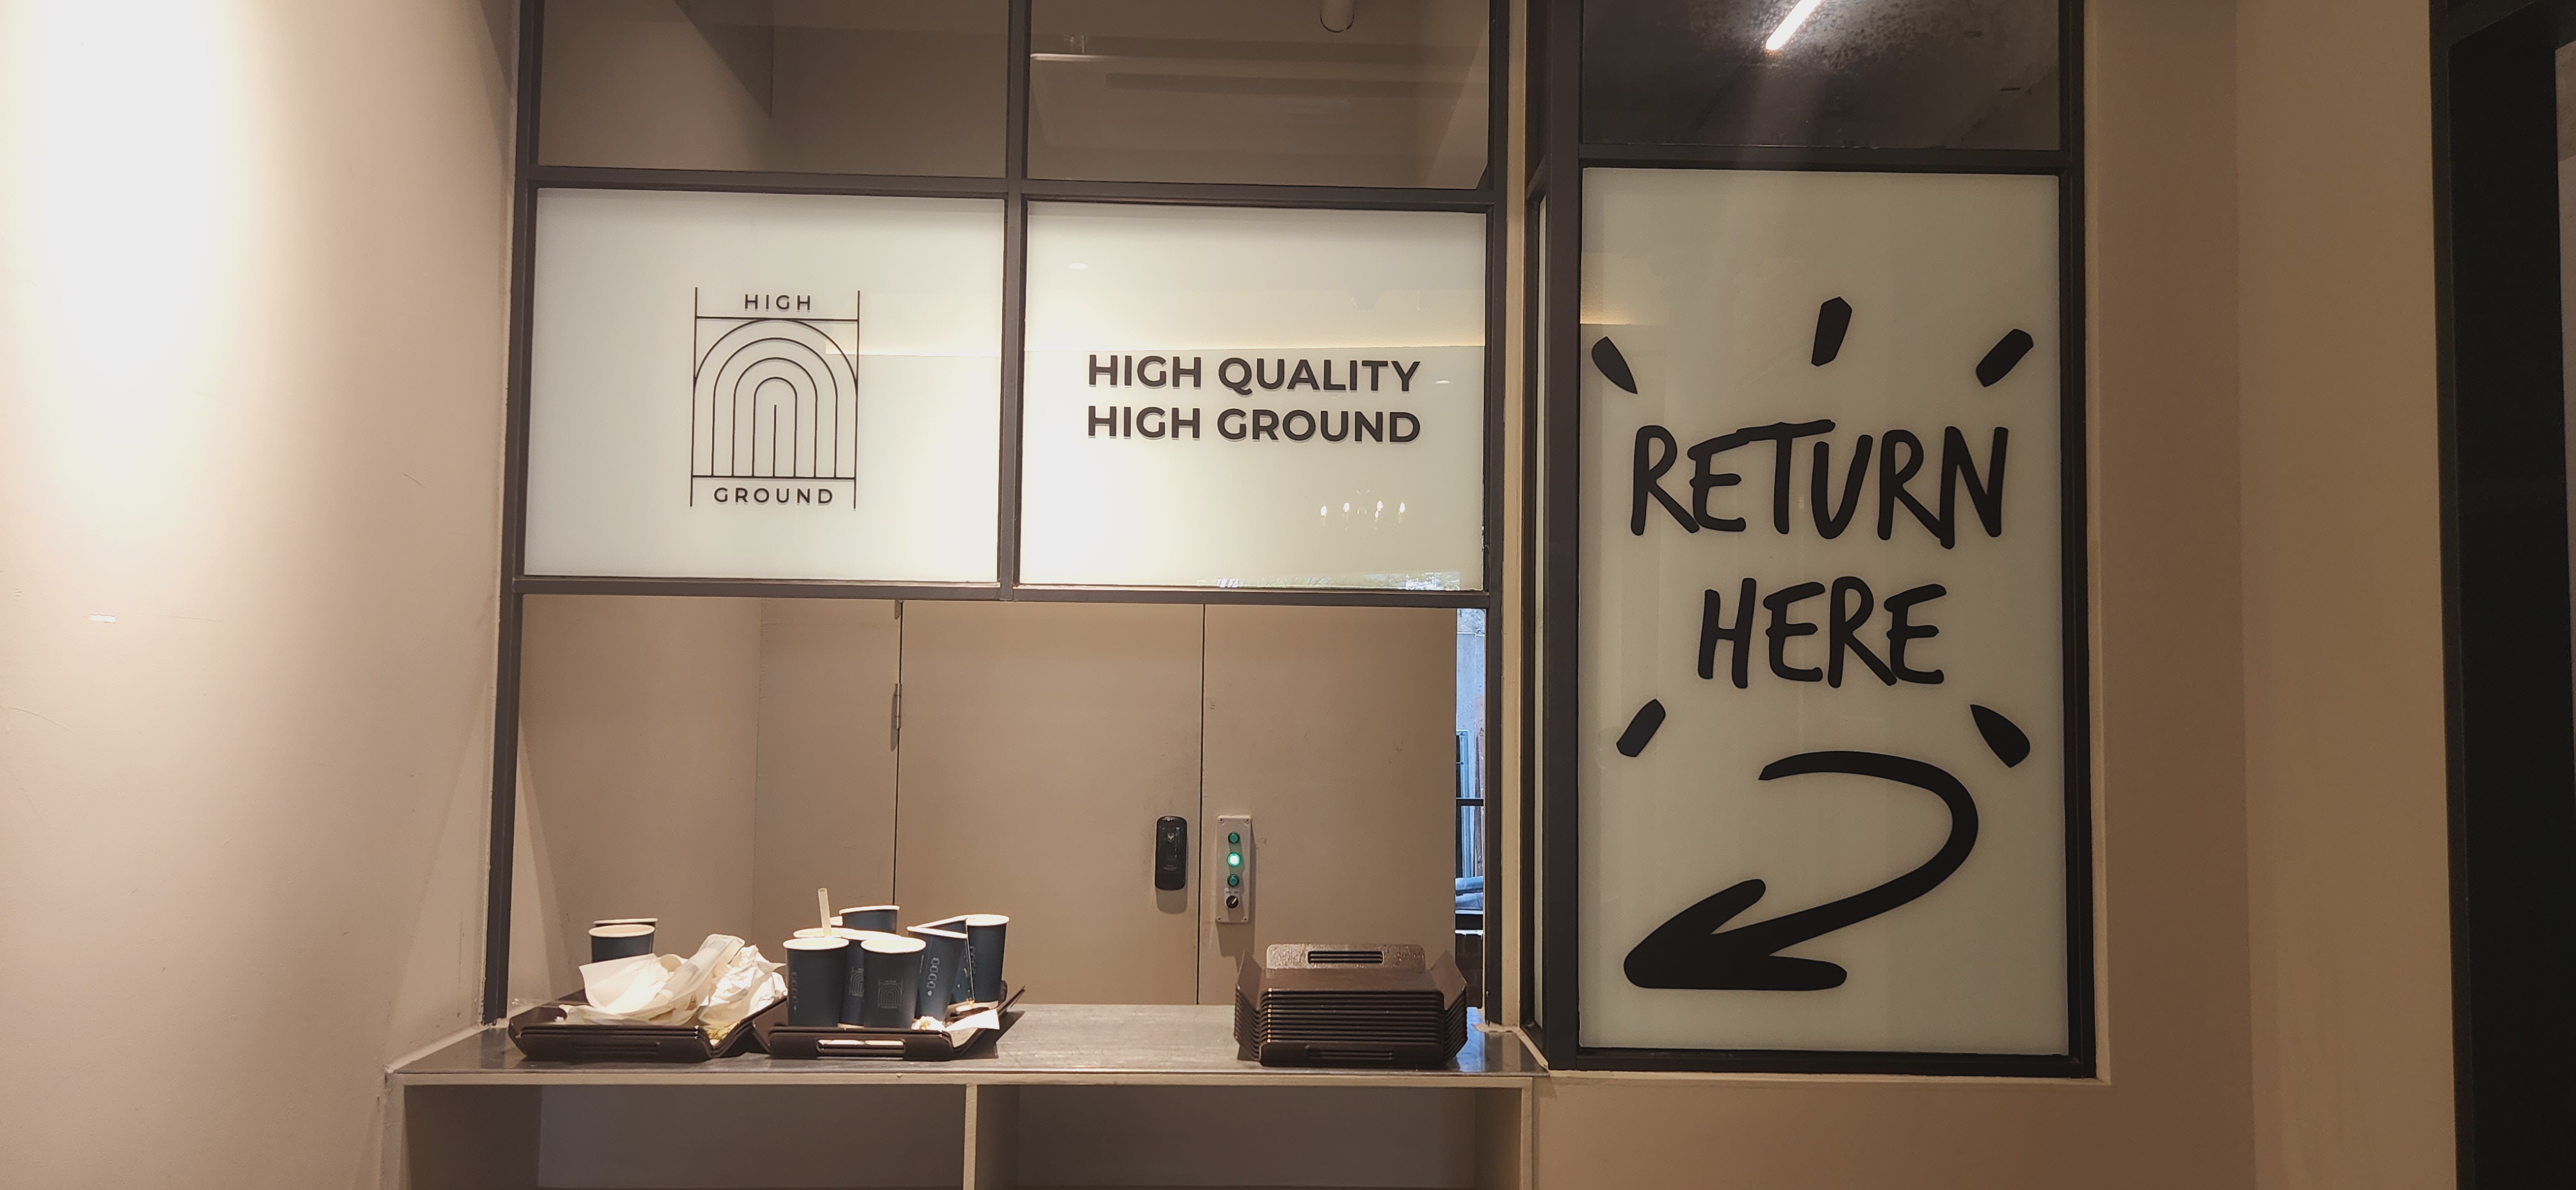 HIGH
GROUND
HIGH QUALITY
HIGH GROUND
RETURN
HERE